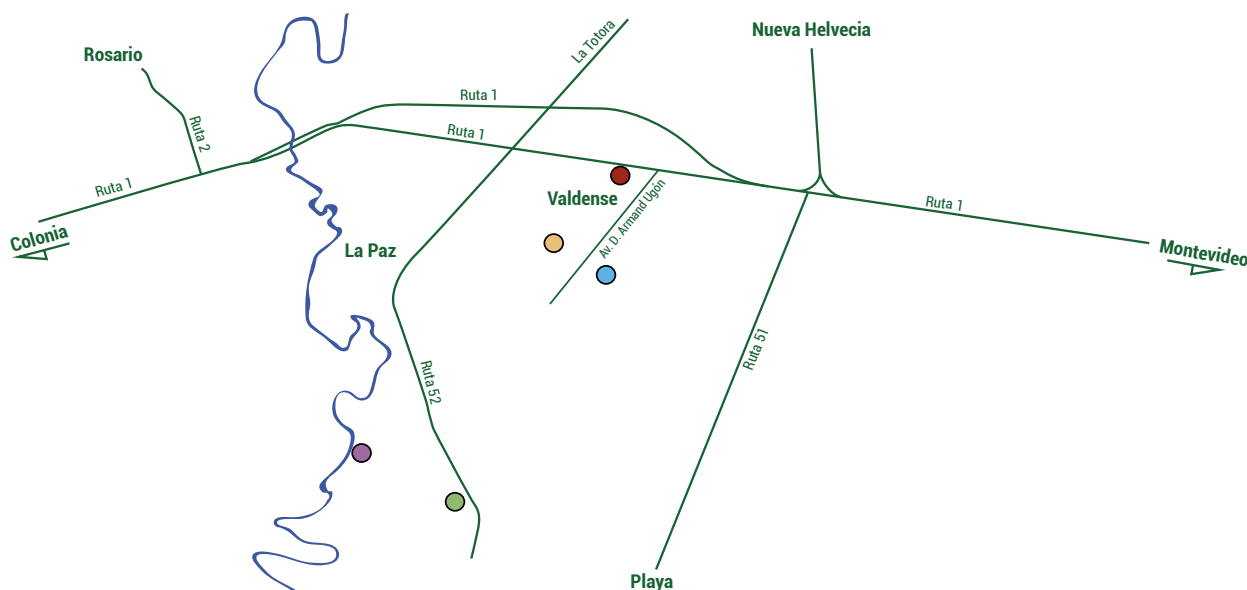 La Totora
Nueva Helvecia
Rosario
Ruta 1
Ruta 2
Ruta 1
Ruta 1
Valdense
Av. D. Armand Ugón
Ruta 1
Colonia
La Paz
Montevideo
Ruta 51
Ruta 52
Playa